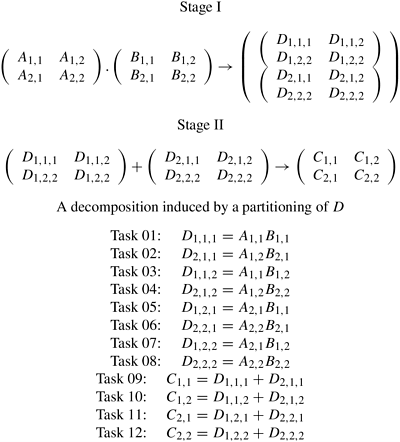 Stage I
( A1,1 A1,2 ) . ( B1,1 B1,2 ) → ( ( D1,1,1 D1,1,2 )
A2,1 A2,2 B2,1 B2,2 D1,2,2 D1,2,2
D2,1,1 D2,1,2
D2,2,2 D2,2,2 ) )
Stage II
( D1,1,1 D1,1,2 ) + ( D2,1,1 D2,1,2 ) → ( C1,1 C1,2 )
D1,2,2 D1,2,2 D2,2,2 D2,2,2 C2,1 C2,2
A decomposition induced by a partitioning of D
Task 01: D1,1,1 = A1,1B1,1
Task 02: D2,1,1 = A1,2B2,1
Task 03: D1,1,2 = A1,1B1,2
Task 04: D2,1,2 = A1,2B2,2
Task 05: D1,2,1 = A2,1B1,1
Task 06: D2,2,1 = A2,2B2,1
Task 07: D1,2,2 = A2,1B1,2
Task 08: D2,2,2 = A2,2B2,2
Task 09: C1,1 = D1,1,1 + D2,1,1
Task 10: C1,2 = D1,1,2 + D2,1,2
Task 11: C2,1 = D1,2,1 + D2,2,1
Task 12: C2,2 = D1,2,2 + D2,2,2